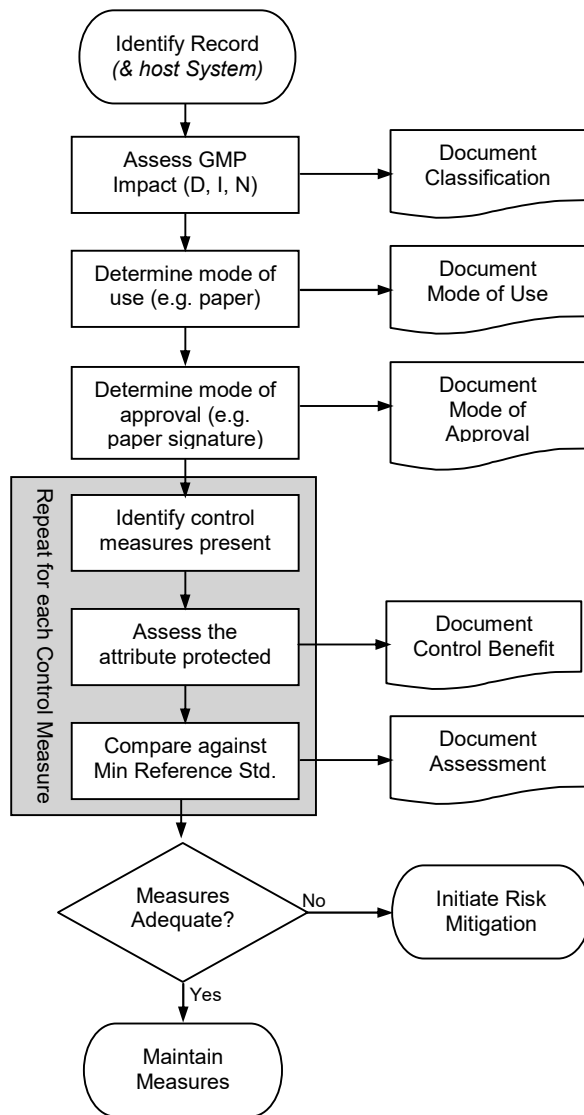 Identify Record
(& host System)
Assess GMP
Impact (D, I, N)
Document
Classification
Determine mode of
use (e.g. paper)
Document
Mode of Use
Determine mode of
approval (e.g.
paper signature)
Document
Mode of
Approval
Repeat for each Control Measure
Identify control
measures present
Assess the
attribute protected
Document
Control Benefit
Compare against
Min Reference Std.
Document
Assessment
Measures
Adequate?
No
Initiate Risk
Mitigation
Yes
Maintain
Measures